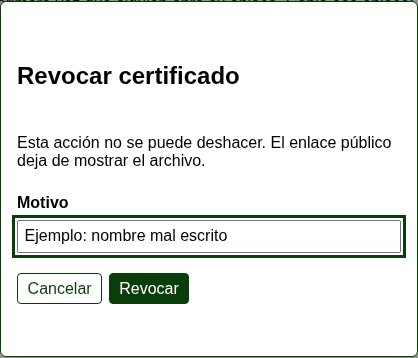 Revocar certificado
Esta acción no se puede deshacer. El enlace público
deja de mostrar el archivo.
Motivo
Ejemplo: nombre mal escrito
Cancelar Revocar